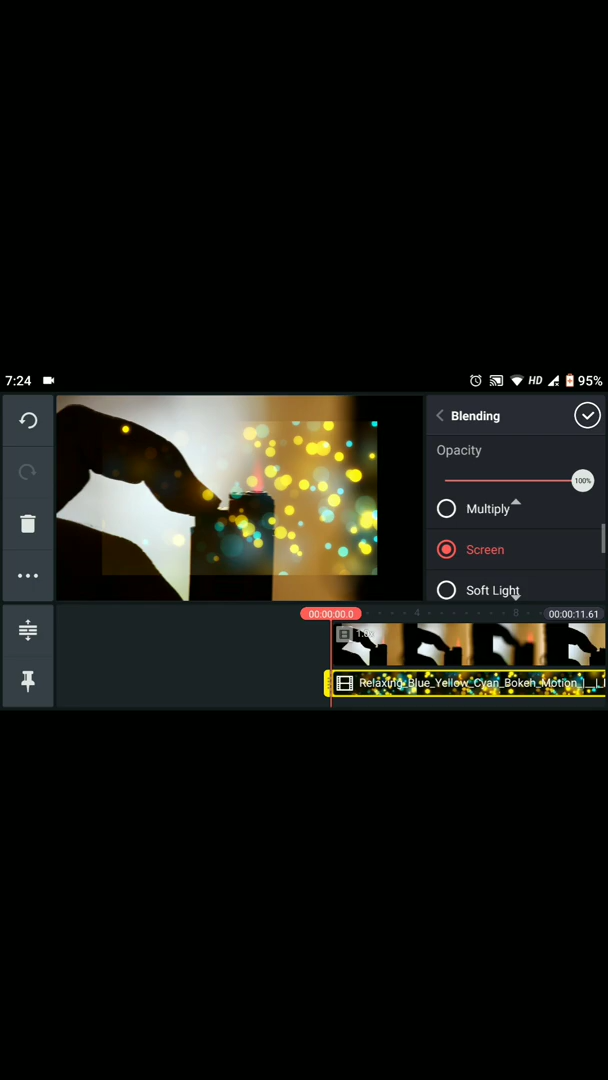 7:24
HD
95%
Blending
Opacity
100%
Multiply
Screen
Soft Light
00:00:00.0
4
8
00:00:11.61
Relaxing_Blue_Yellow_Cyan_Bokeh_Motion_